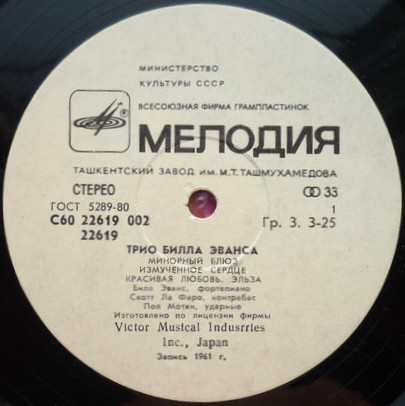 МИНИСТЕРСТВО
КУЛЬТУРЫ СССР
ВСЕСОЮЗНАЯ ФИРМА ГРАМПЛАСТИНОК
МЕЛОДИЯ
ТАШКЕНТСКИЙ ЗАВОД им. М.Т. ТАШМУХАМЕДОВА
СТЕРЕО
33
ГОСТ 5289-80
1
С60 22619 002
Гр. 3. 3-25
22619
ТРИО БИЛЛА ЭВАНСА
МИНОРНЫЙ БЛЮЗ
ИЗМУЧЕННОЕ СЕРДЦЕ
КРАСИВАЯ ЛЮБОВЬ, ЭЛЬЗА
Билл Эванс, фортепиано
Скотт Ла Фаро, контрабас
Пол Мотян, ударные
Изготовлено по лицензии фирмы
Victor Musical Indusrries
Inc., Japan
Запись 1961 г.